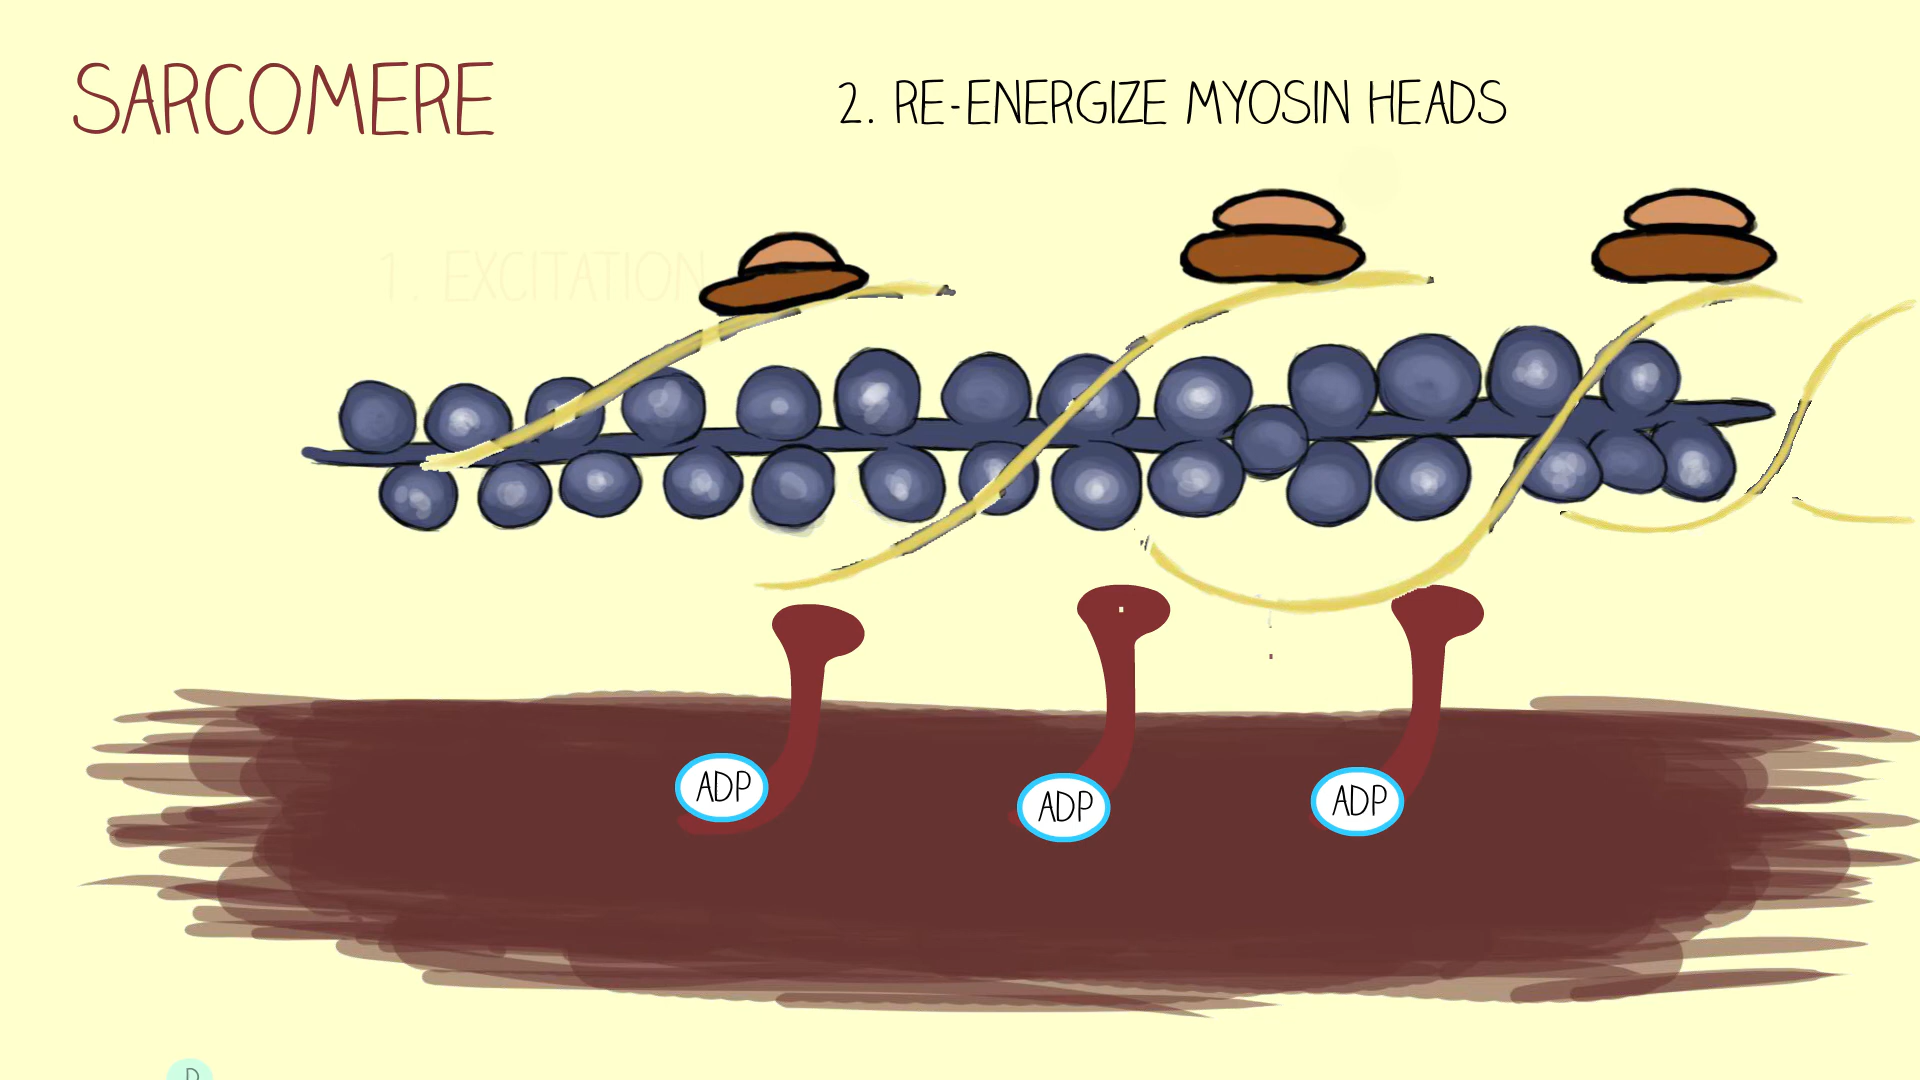 SARCOMERE
2. RE-ENERGIZE MYOSIN HEADS
1. EXCITATION
ADP
ADP
ADP
P